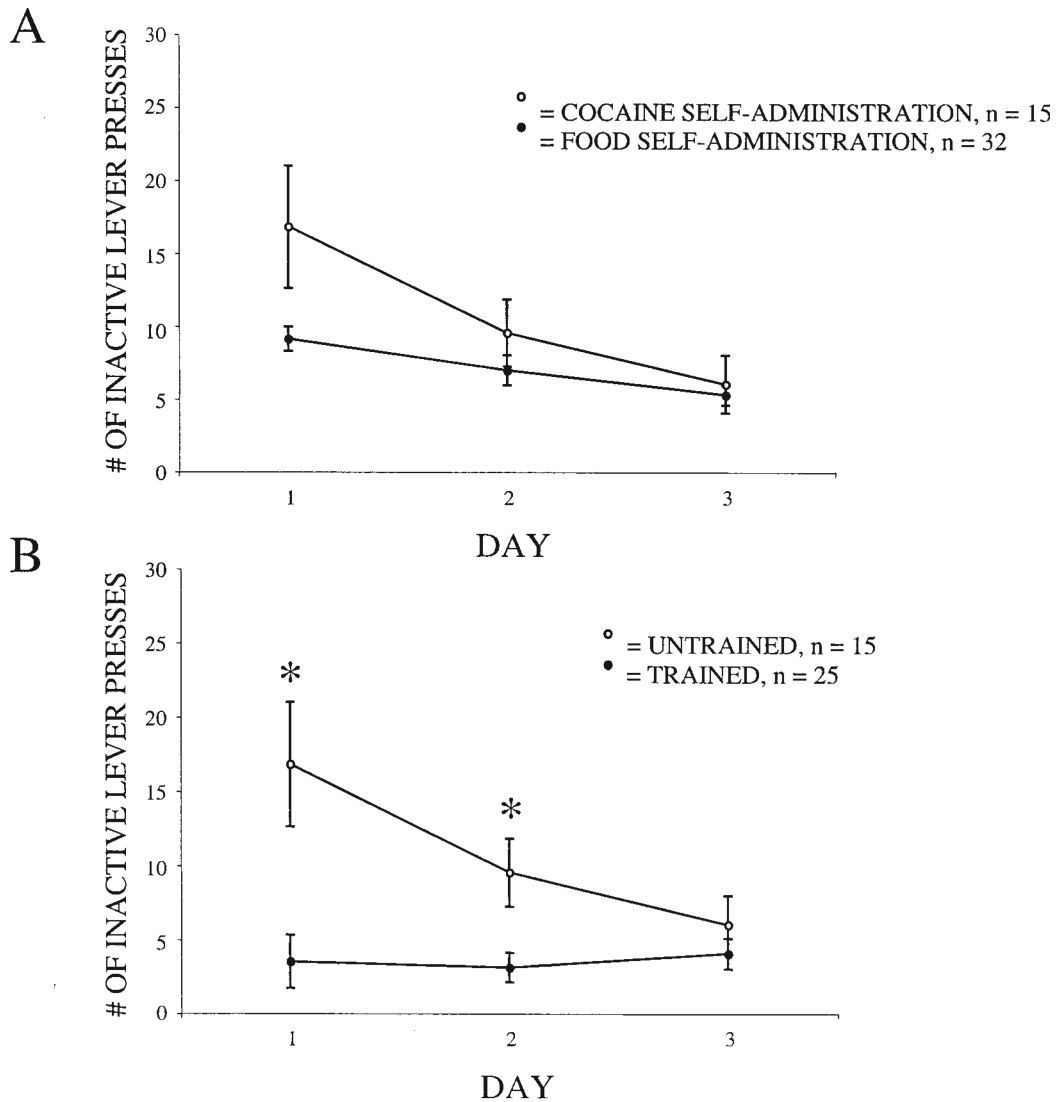 A
# OF INACTIVE LEVER PRESSES
30
25
20
15
10
5
0
= COCAINE SELF-ADMINISTRATION, n = 15
= FOOD SELF-ADMINISTRATION, n = 32
1 2 3
DAY
B
# OF INACTIVE LEVER PRESSES
30
25
20
15
10
5
0
= UNTRAINED, n = 15
= TRAINED, n = 25
*
*
1 2 3
DAY